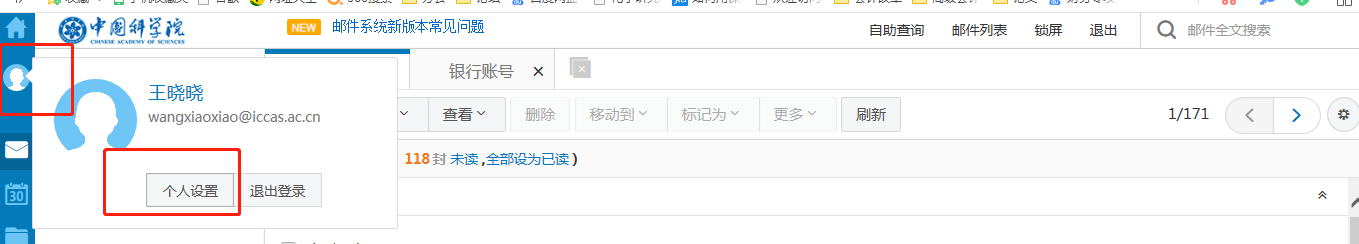 中国科学院
CHINESE ACADEMY OF SCIENCES
NEW 邮件系统新版本常见问题
自助查询 邮件列表 锁屏 退出 邮件全文搜索
银行账号
王晓晓
wangxiaoxiao@iccas.ac.cn
查看 删除 移动到 标记为 更多 刷新 1/171
118封 未读,全部设为已读)
个人设置 退出登录
30